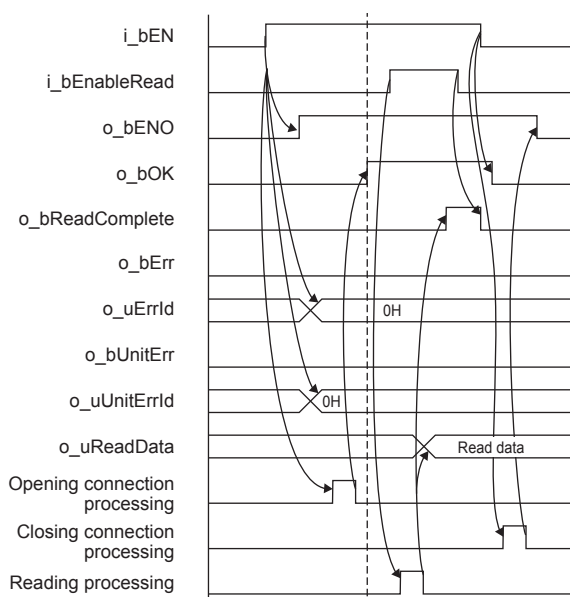 i_bEN
i_bEnableRead
o_bENO
o_bOK
o_bReadComplete
o_bErr
o_uErrId
0H
o_bUnitErr
o_uUnitErrId
0H
o_uReadData
Read data
Opening connection
processing
Closing connection
processing
Reading processing